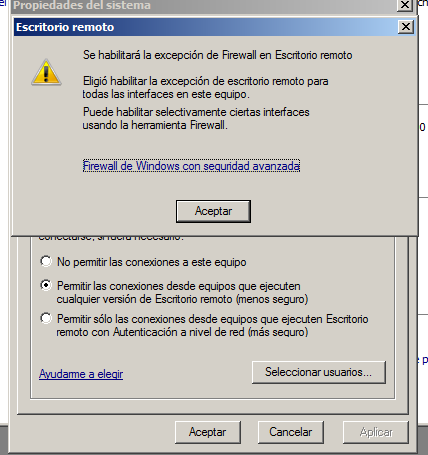 Propiedades del sistema
Escritorio remoto
Se habilitará la excepción de Firewall en Escritorio remoto
Eligió habilitar la excepción de escritorio remoto para
todas las interfaces en este equipo.
Puede habilitar selectivamente ciertas interfaces
usando la herramienta Firewall.
Firewall de Windows con seguridad avanzada
Aceptar
conectarse, si fuera necesario.
No permitir las conexiones a este equipo
Permitir las conexiones desde equipos que ejecuten
cualquier versión de Escritorio remoto (menos seguro)
Permitir sólo las conexiones desde equipos que ejecuten Escritorio
remoto con Autenticación a nivel de red (más seguro)
Ayudarme a elegir
Seleccionar usuarios...
Aceptar
Cancelar
Aplicar